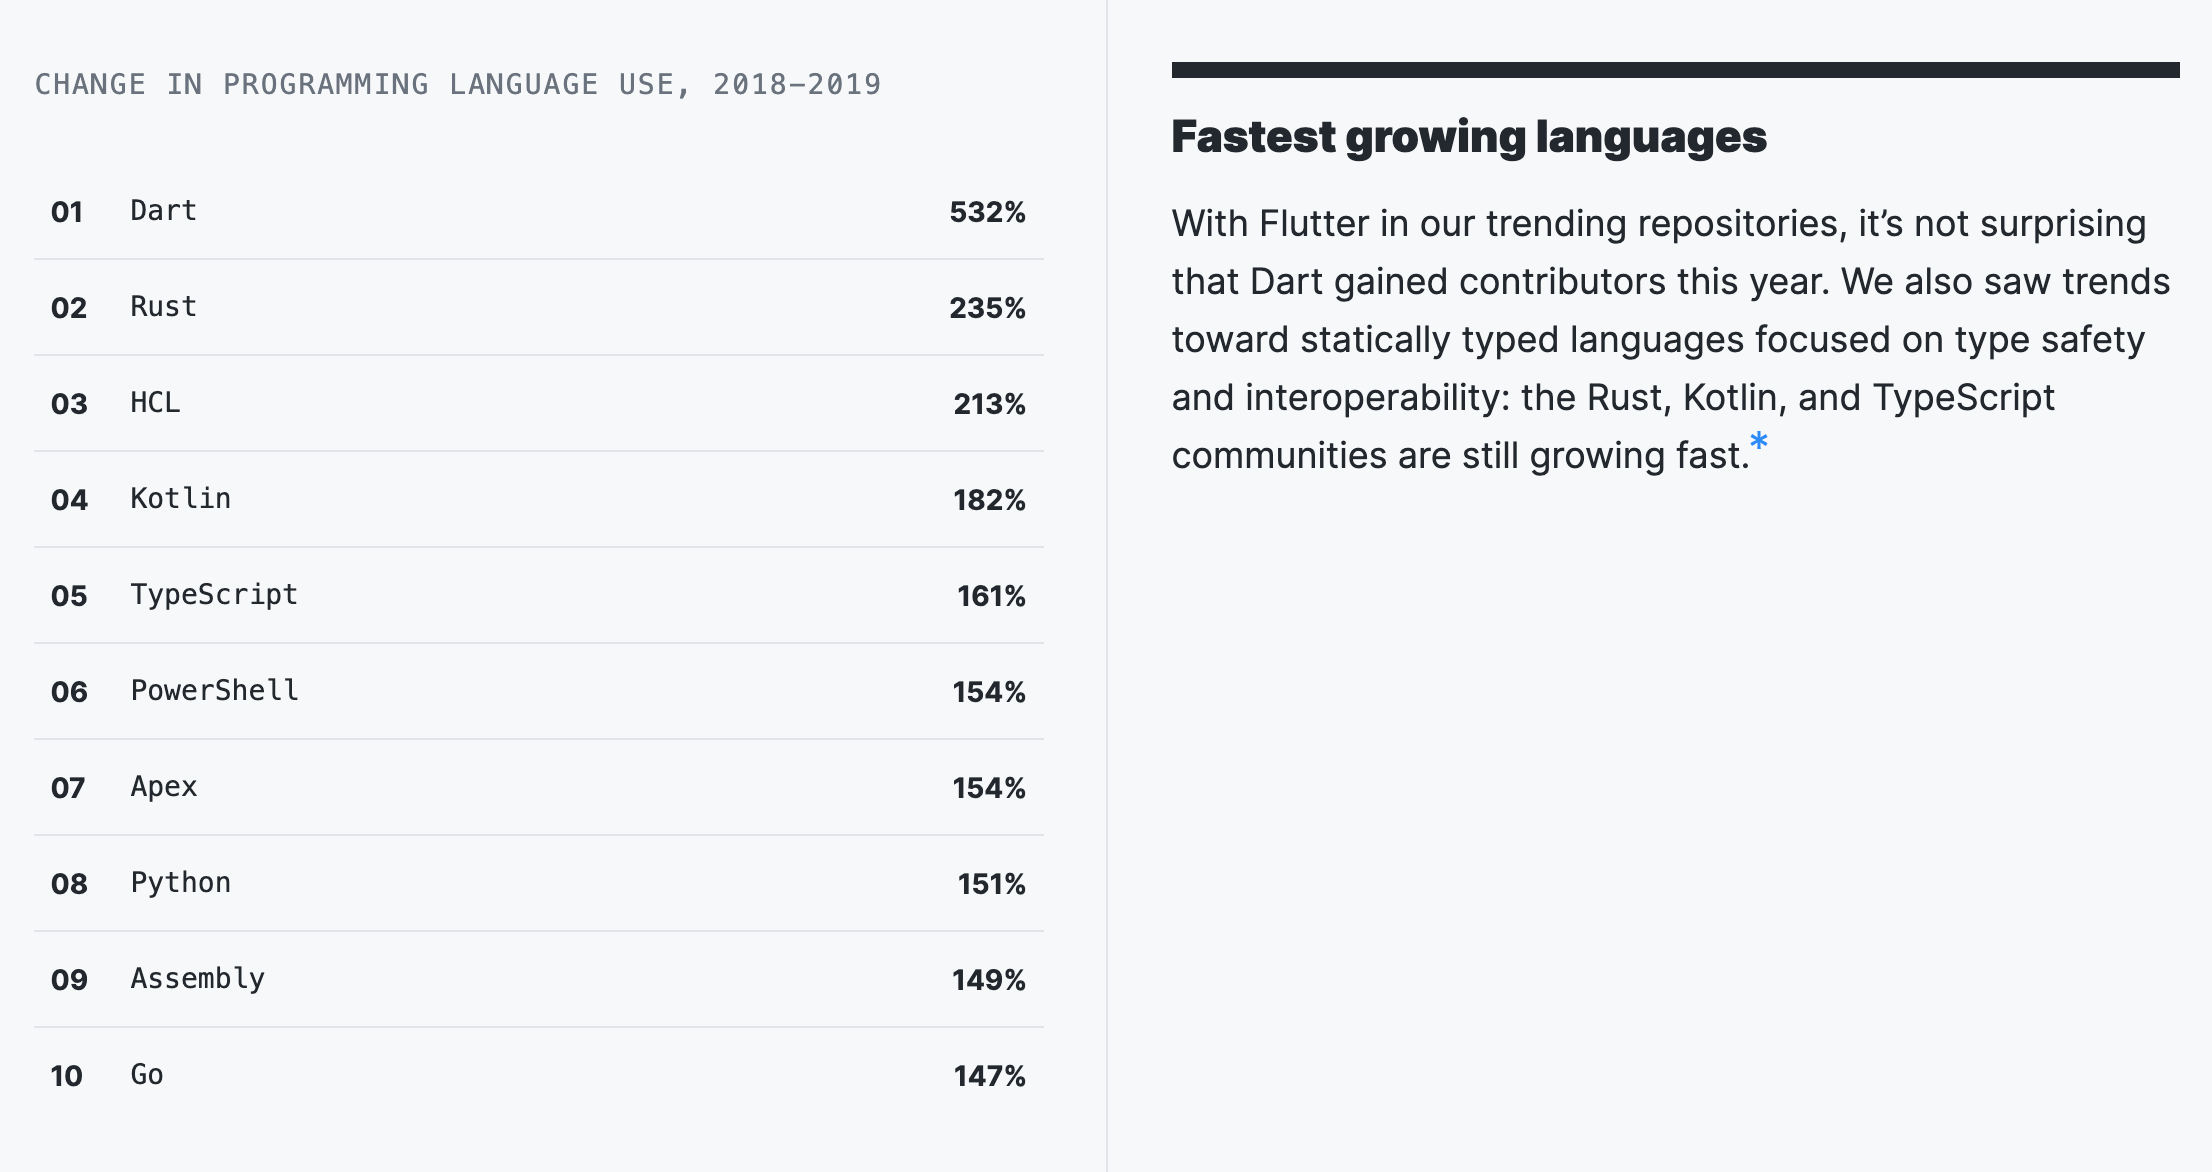 CHANGE IN PROGRAMMING LANGUAGE USE, 2018–2019
01 Dart 532%
02 Rust 235%
03 HCL 213%
04 Kotlin 182%
05 TypeScript 161%
06 PowerShell 154%
07 Apex 154%
08 Python 151%
09 Assembly 149%
10 Go 147%
Fastest growing languages
With Flutter in our trending repositories, it’s not surprising
that Dart gained contributors this year. We also saw trends
toward statically typed languages focused on type safety
and interoperability: the Rust, Kotlin, and TypeScript
communities are still growing fast.*